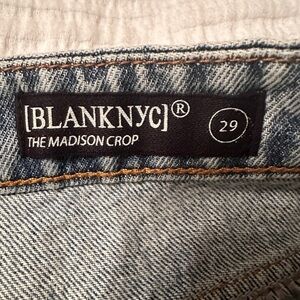 [BLANKNYC]®
THE MADISON CROP
29